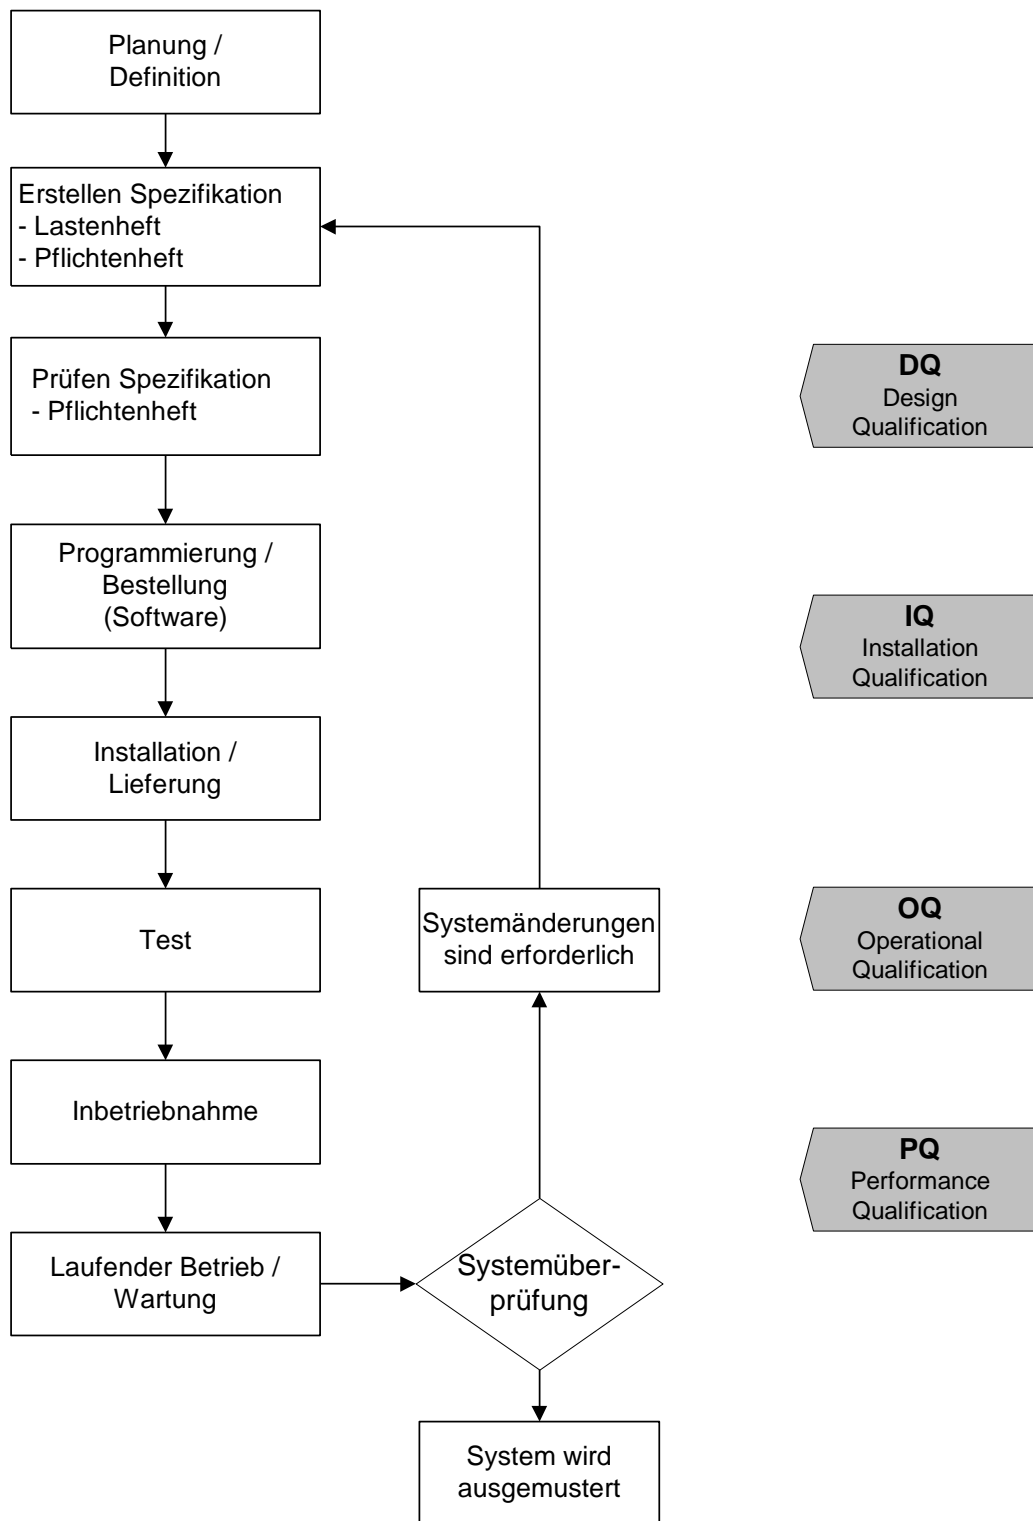 Planung /
Definition
Erstellen Spezifikation
- Lastenheft
- Pflichtenheft
Prüfen Spezifikation
- Pflichtenheft
Programmierung /
Bestellung
(Software)
Installation /
Lieferung
Test
Inbetriebnahme
Laufender Betrieb /
Wartung
Systemänderungen
sind erforderlich
Systemüber-
prüfung
System wird
ausgemustert
DQ
Design
Qualification
IQ
Installation
Qualification
OQ
Operational
Qualification
PQ
Performance
Qualification